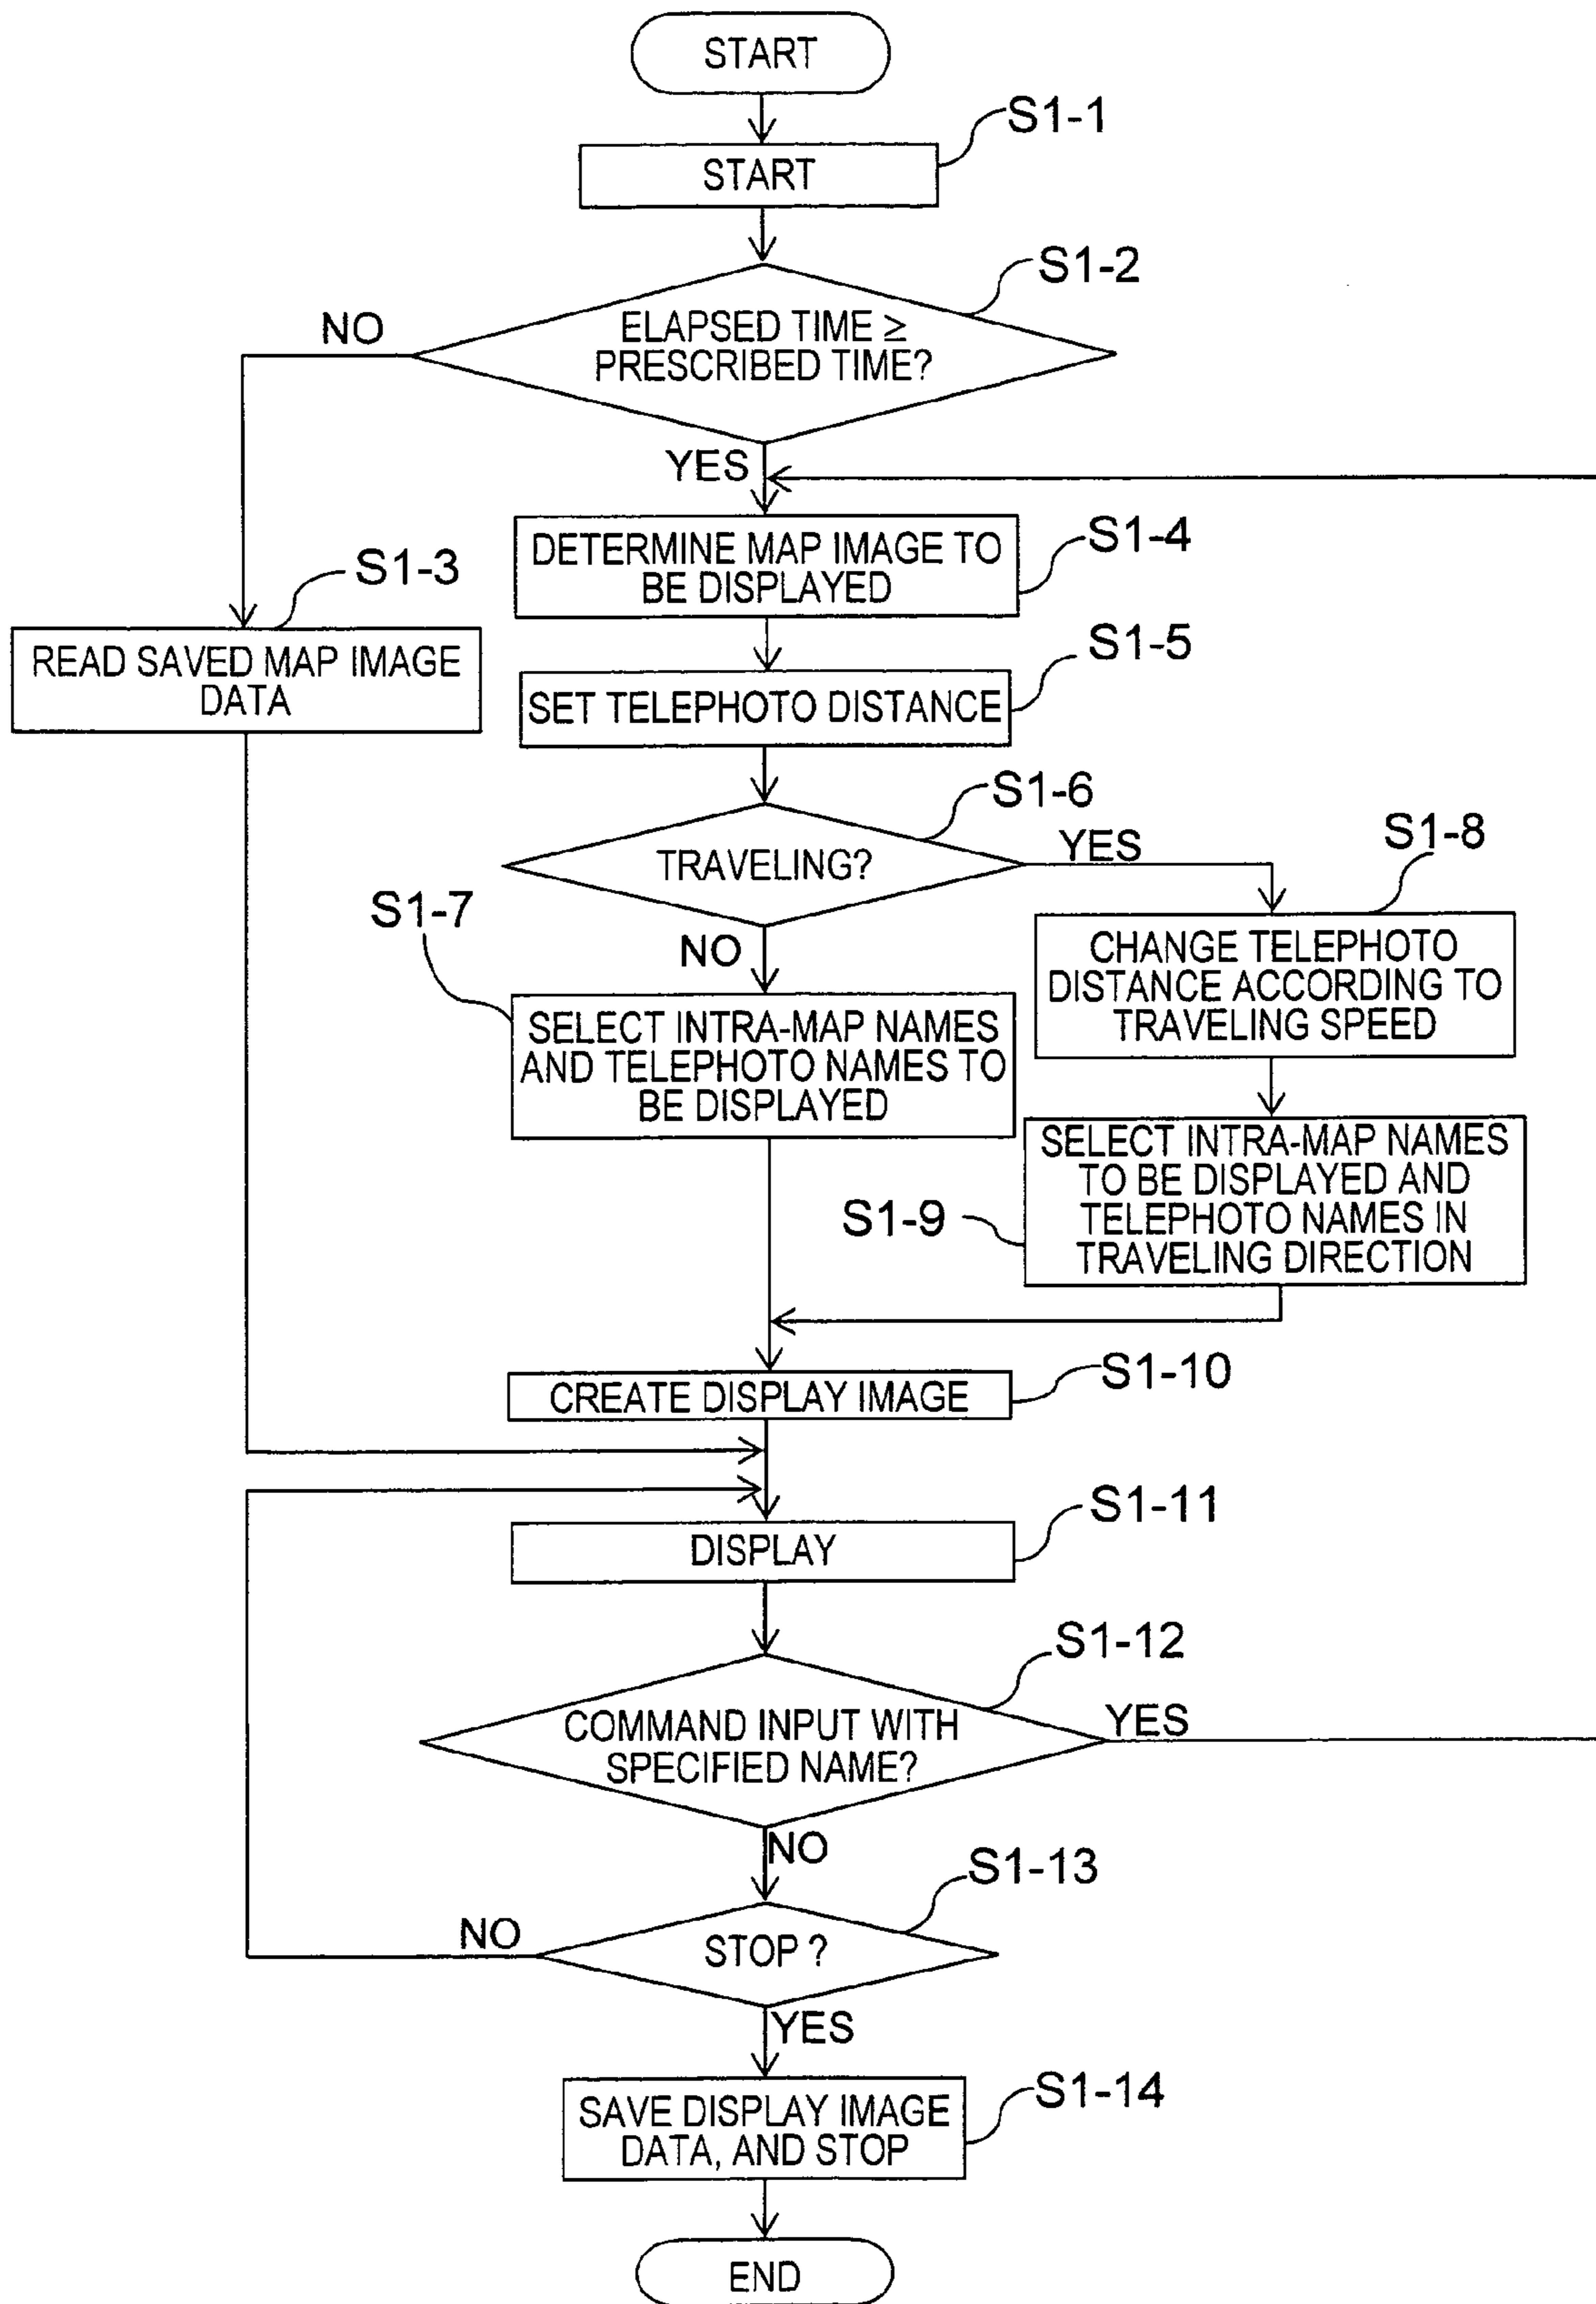 START
S1-1
START
S1-2
NO
ELAPSED TIME ≥
PRESCRIBED TIME?
YES
S1-4
DETERMINE MAP IMAGE TO
BE DISPLAYED
S1-3
READ SAVED MAP IMAGE
DATA
S1-5
SET TELEPHOTO DISTANCE
S1-6
TRAVELING?
YES
S1-8
S1-7
NO
CHANGE TELEPHOTO
DISTANCE ACCORDING TO
TRAVELING SPEED
SELECT INTRA-MAP NAMES
AND TELEPHOTO NAMES TO
BE DISPLAYED
S1-9
SELECT INTRA-MAP NAMES
TO BE DISPLAYED AND
TELEPHOTO NAMES IN
TRAVELING DIRECTION
S1-10
CREATE DISPLAY IMAGE
S1-11
DISPLAY
S1-12
COMMAND INPUT WITH
SPECIFIED NAME?
YES
NO
S1-13
NO
STOP ?
YES
S1-14
SAVE DISPLAY IMAGE
DATA, AND STOP
END